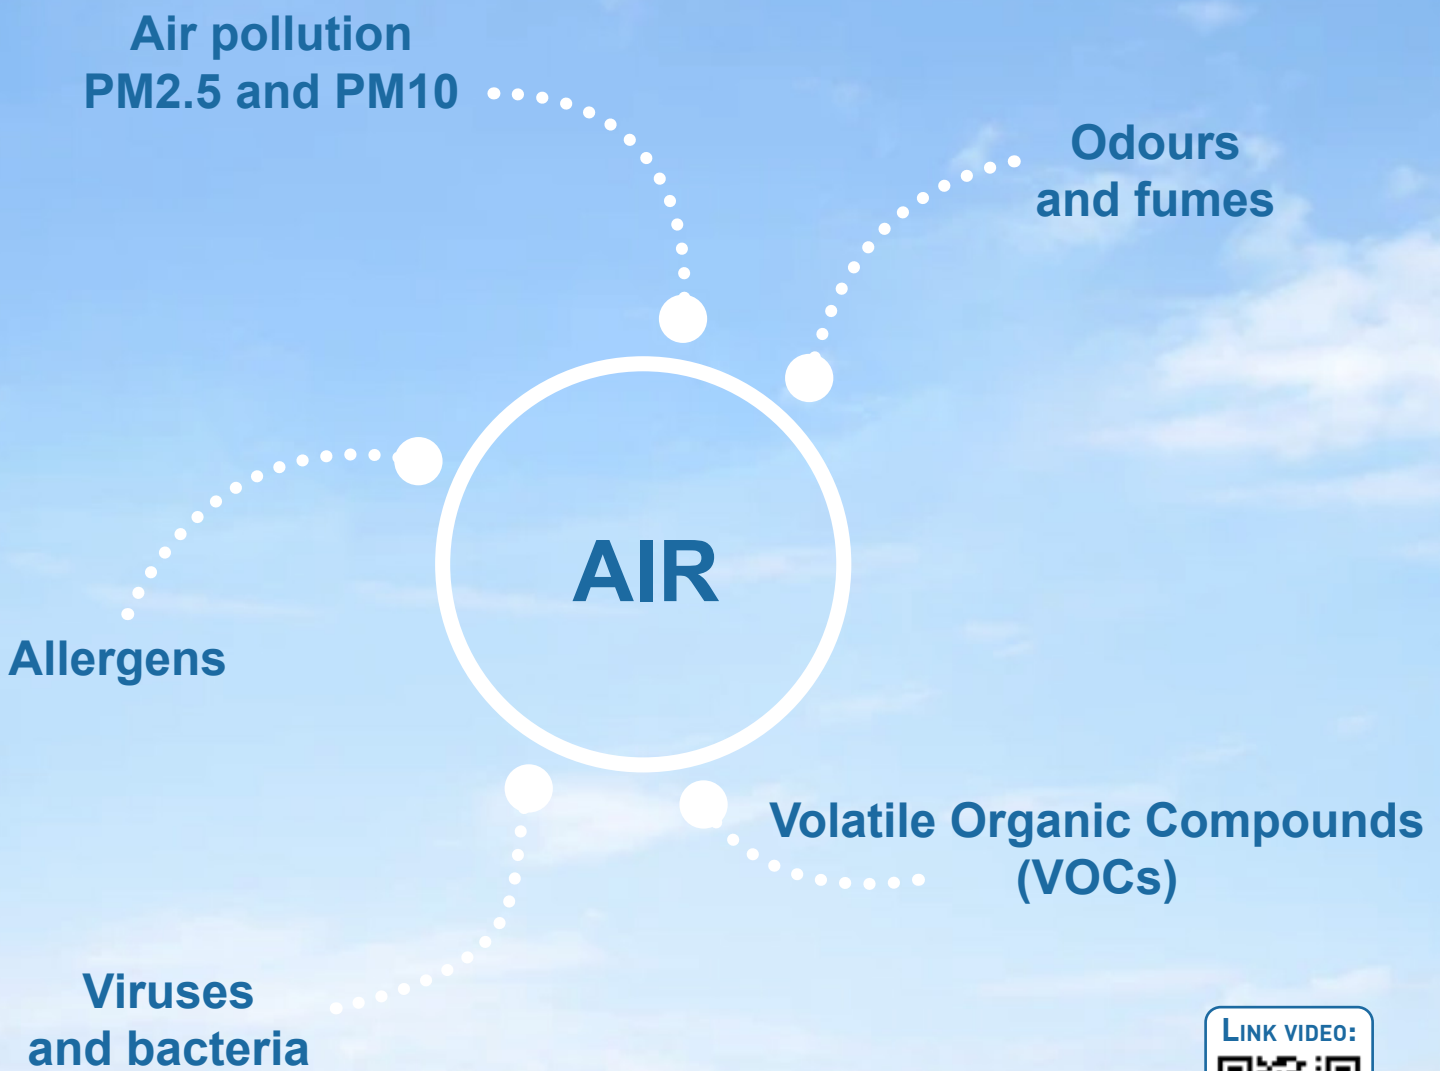 Air pollution
PM2.5 and PM10
Odours
and fumes
AIR
Allergens
Volatile Organic Compounds
(VOCs)
Viruses
and bacteria
LINK VIDEO: